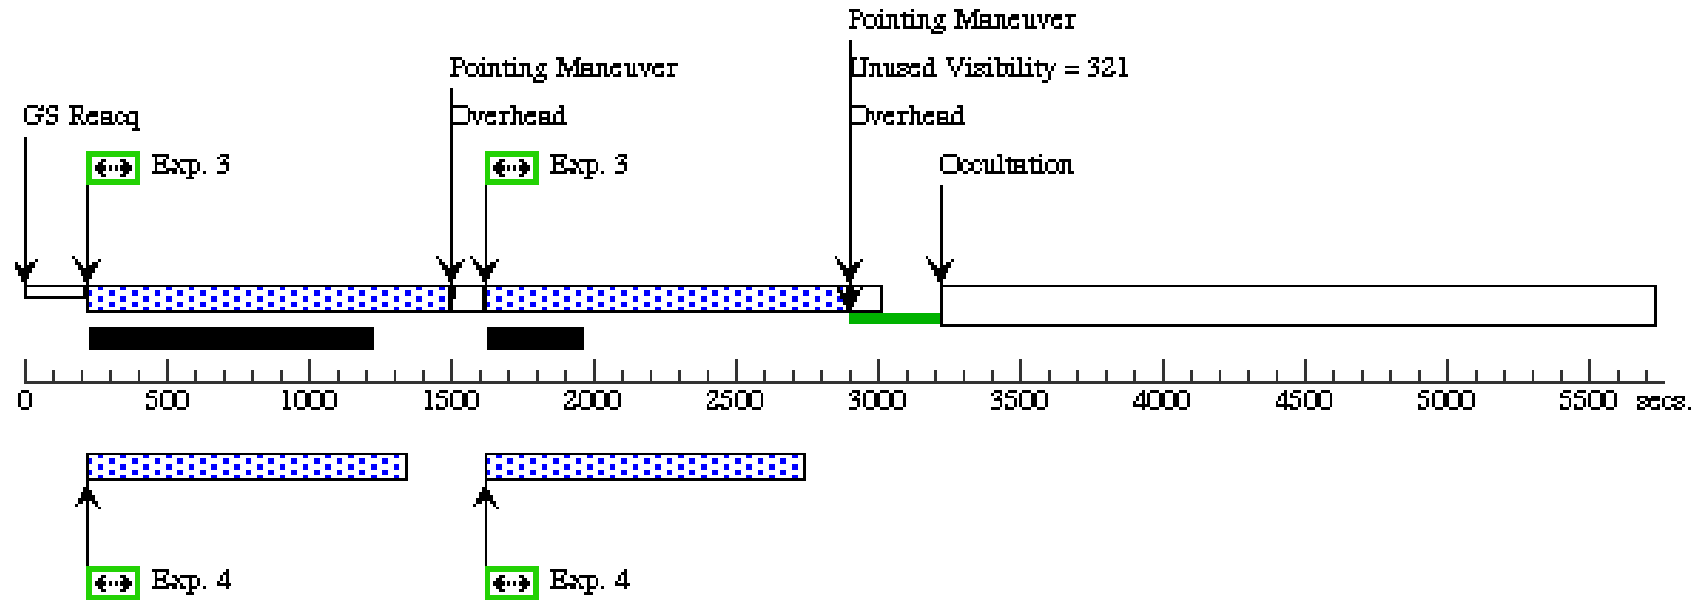 Pointing Maneuver
Pointing Maneuver
Unused Visibility = 321
GS Reacq
Overhead
Overhead
Exp. 3
Exp. 3
Occultation
0 500 1000 1500 2000 2500 3000 3500 4000 4500 5000 5500 secs.
Exp. 4
Exp. 4